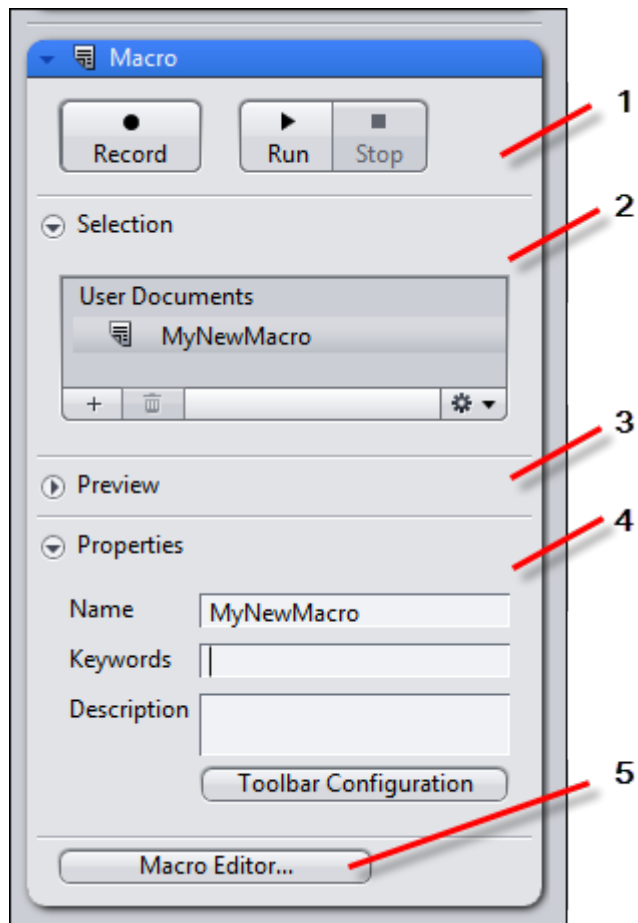 Macro
1
Record
Run
Stop
2
Selection
User Documents
MyNewMacro
+
3
Preview
4
Properties
Name
MyNewMacro
Keywords
Description
Toolbar Configuration
5
Macro Editor...